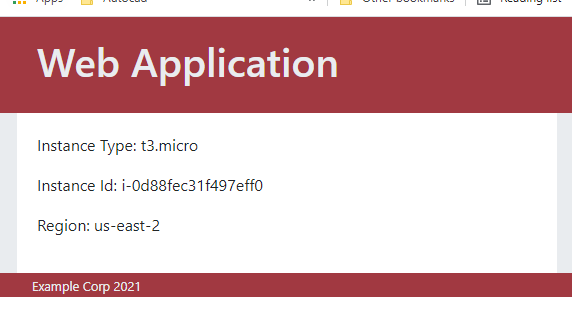 Apps Autocad » Other bookmarks Reading list
Web Application
Instance Type: t3.micro
Instance Id: i-0d88fec31f497eff0
Region: us-east-2
Example Corp 2021